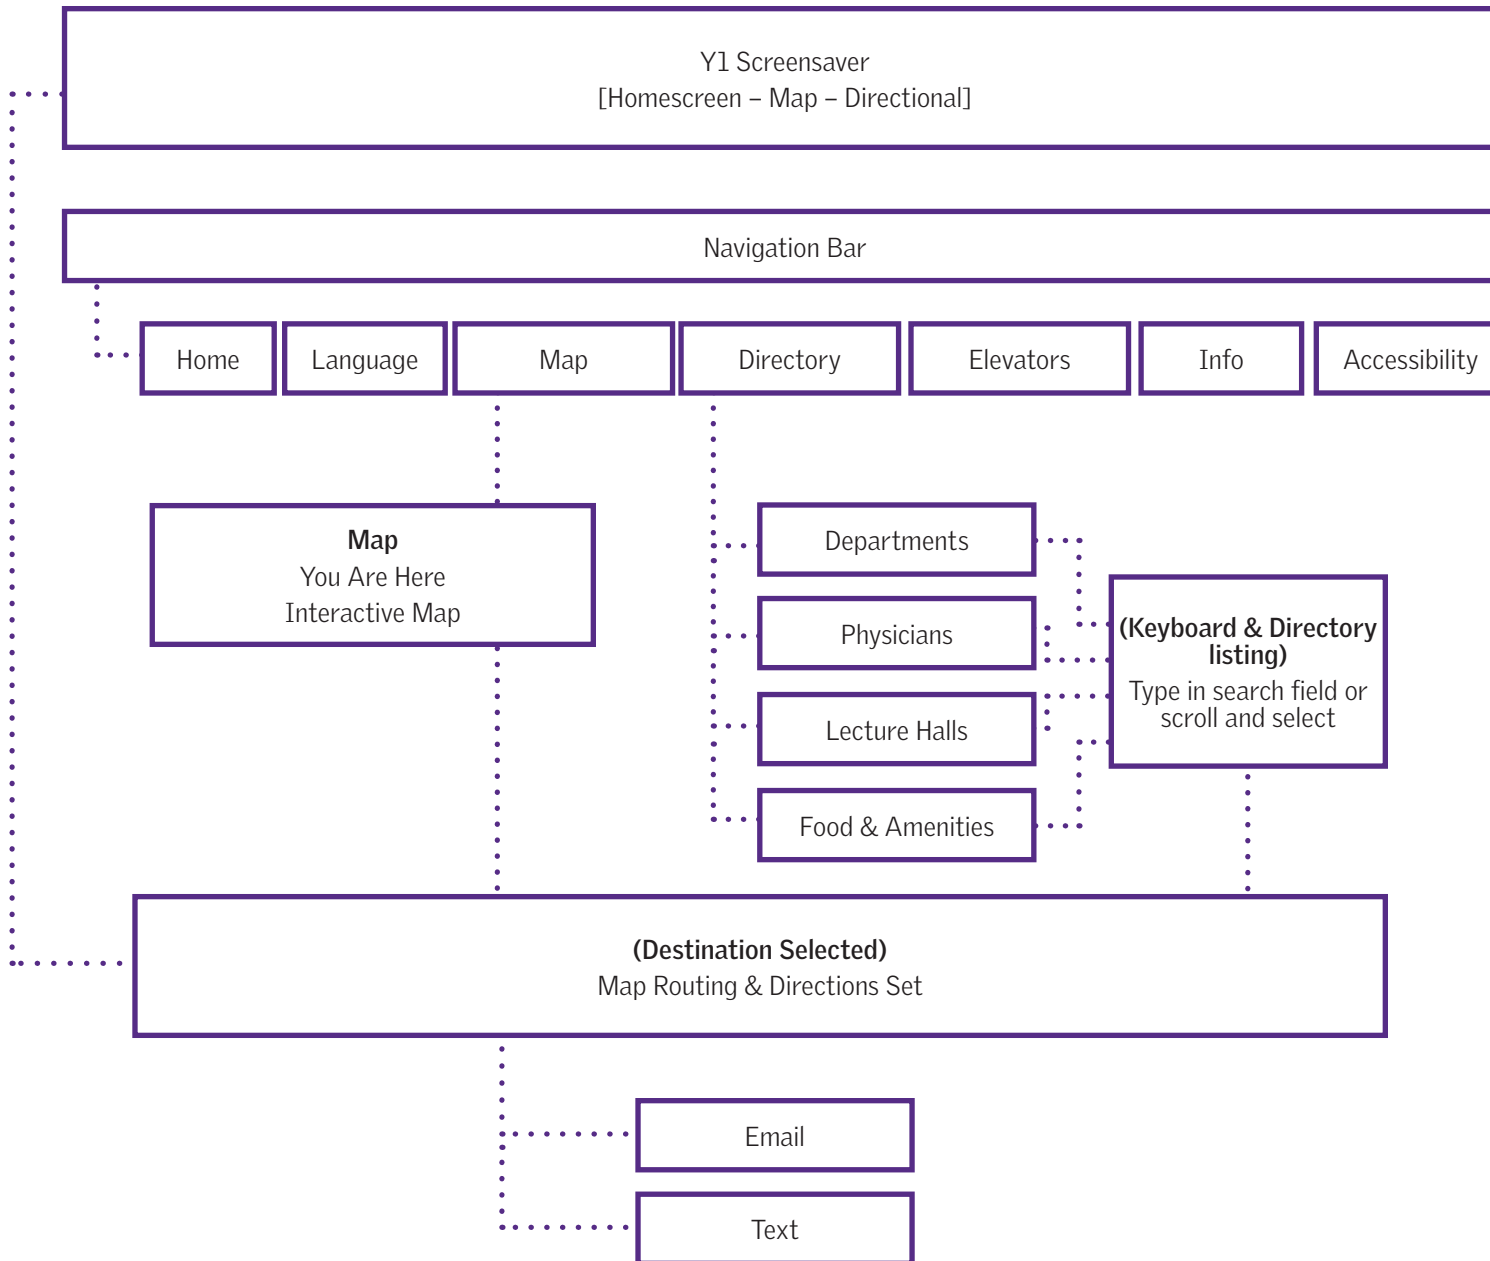 Y1 Screensaver
[Homescreen – Map – Directional]
Navigation Bar
Home
Language
Map
Directory
Elevators
Info
Accessibility
Map
You Are Here
Interactive Map
Departments
Physicians
Lecture Halls
Food & Amenities
(Keyboard & Directory
listing)
Type in search field or
scroll and select
(Destination Selected)
Map Routing & Directions Set
Email
Text